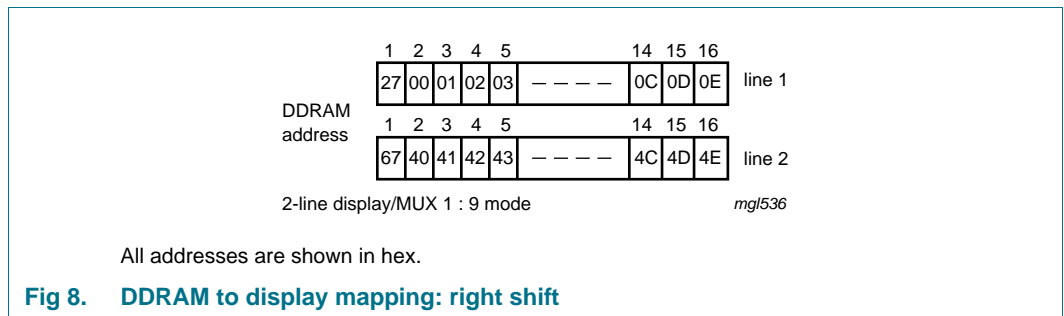 1 2 3 4 5 14 15 16
27 00 01 02 03 – – – – 0C 0D 0E line 1
DDRAM
address
1 2 3 4 5 14 15 16
67 40 41 42 43 – – – – 4C 4D 4E line 2
2-line display/MUX 1 : 9 mode mgl536
All addresses are shown in hex.
Fig 8. DDRAM to display mapping: right shift